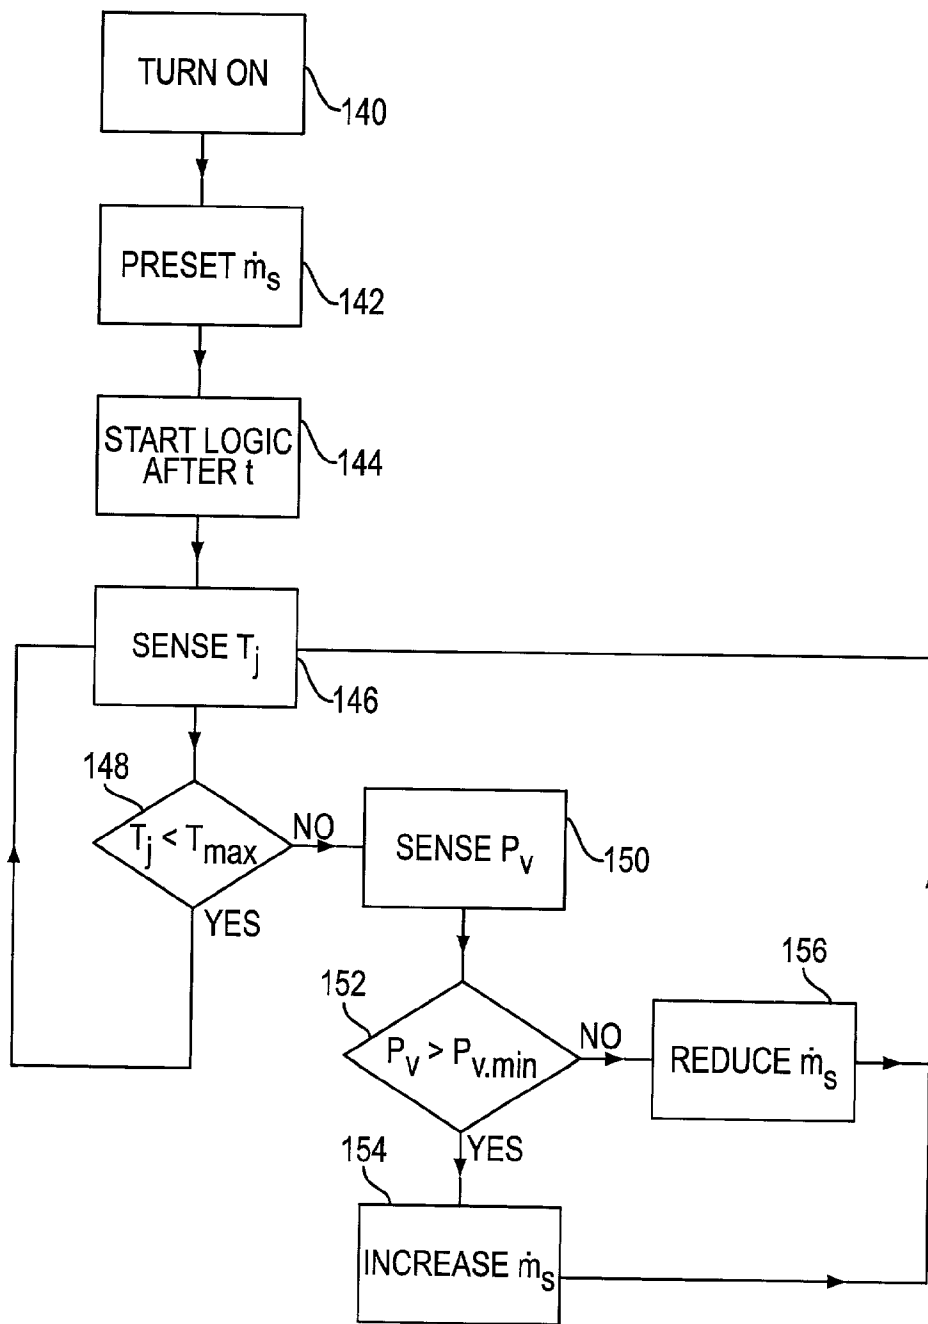 TURN ON
140
PRESET ṁs
142
START LOGIC
AFTER t
144
SENSE Tj
146
148
Tj < Tmax
NO
YES
SENSE Pv
150
152
Pv > Pv.min
NO
YES
156
REDUCE ṁs
154
INCREASE ṁs